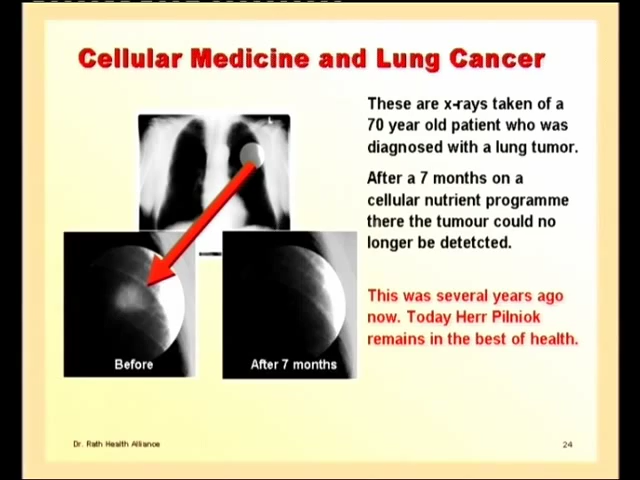 Cellular Medicine and Lung Cancer
These are x-rays taken of a
70 year old patient who was
diagnosed with a lung tumor.
After a 7 months on a
cellular nutrient programme
there the tumour could no
longer be detetcted.
This was several years ago
now. Today Herr Pilniok
remains in the best of health.
Before
After 7 months
Dr. Rath Health Alliance
24